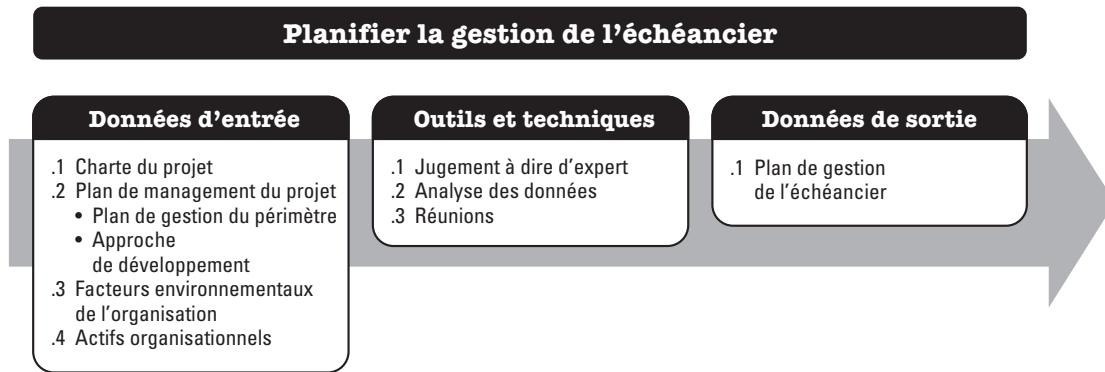 Planifier la gestion de l’échéancier
Données d’entrée
.1 Charte du projet
.2 Plan de management du projet
• Plan de gestion du périmètre
• Approche
de développement
.3 Facteurs environnementaux
de l’organisation
.4 Actifs organisationnels
Outils et techniques
.1 Jugement à dire d’expert
.2 Analyse des données
.3 Réunions
Données de sortie
.1 Plan de gestion
de l’échéancier